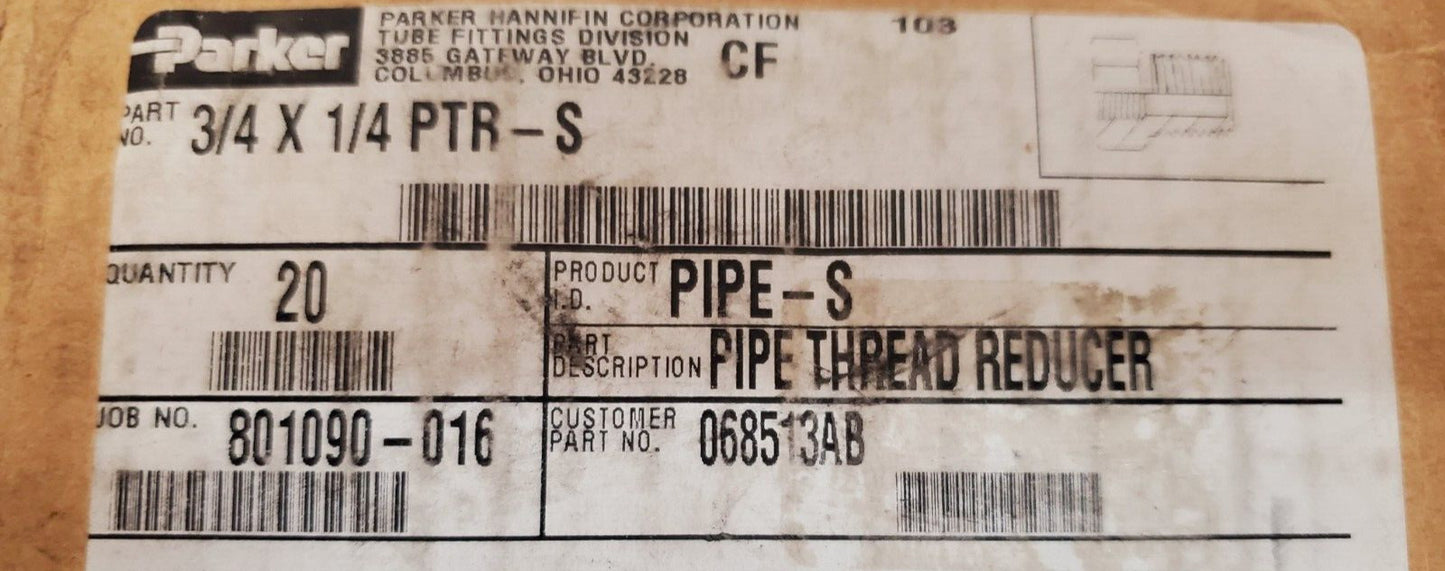 Parker
PARKER HANNIFIN CORPORATION
TUBE FITTINGS DIVISION
3885 GATEWAY BLVD.
COLUMBUS, OHIO 43228
CF
103
PART NO. 3/4 X 1/4 PTR-S
QUANTITY 20
PRODUCT I.D. PIPE-S
PART DESCRIPTION PIPE THREAD REDUCER
JOB NO. 801090-016
CUSTOMER PART NO. 068513AB